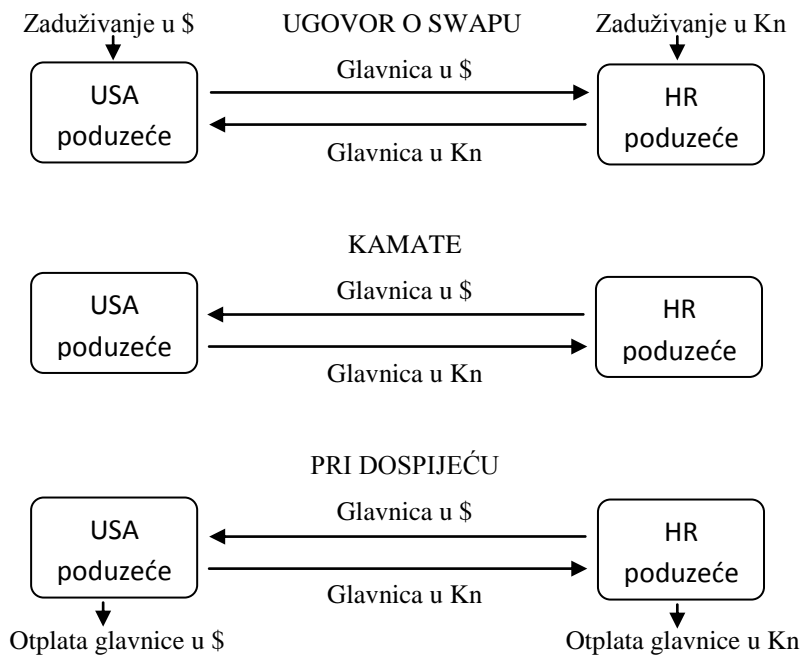 Zaduživanje u $ UGOVOR O SWAPU Zaduživanje u Kn
Glavnica u $
USA
poduzeće
HR
poduzeće
Glavnica u Kn
KAMATE
Glavnica u $
USA
poduzeće
HR
poduzeće
Glavnica u Kn
PRI DOSPIJEĆU
Glavnica u $
USA
poduzeće
HR
poduzeće
Glavnica u Kn
Otplata glavnice u $ Otplata glavnice u Kn